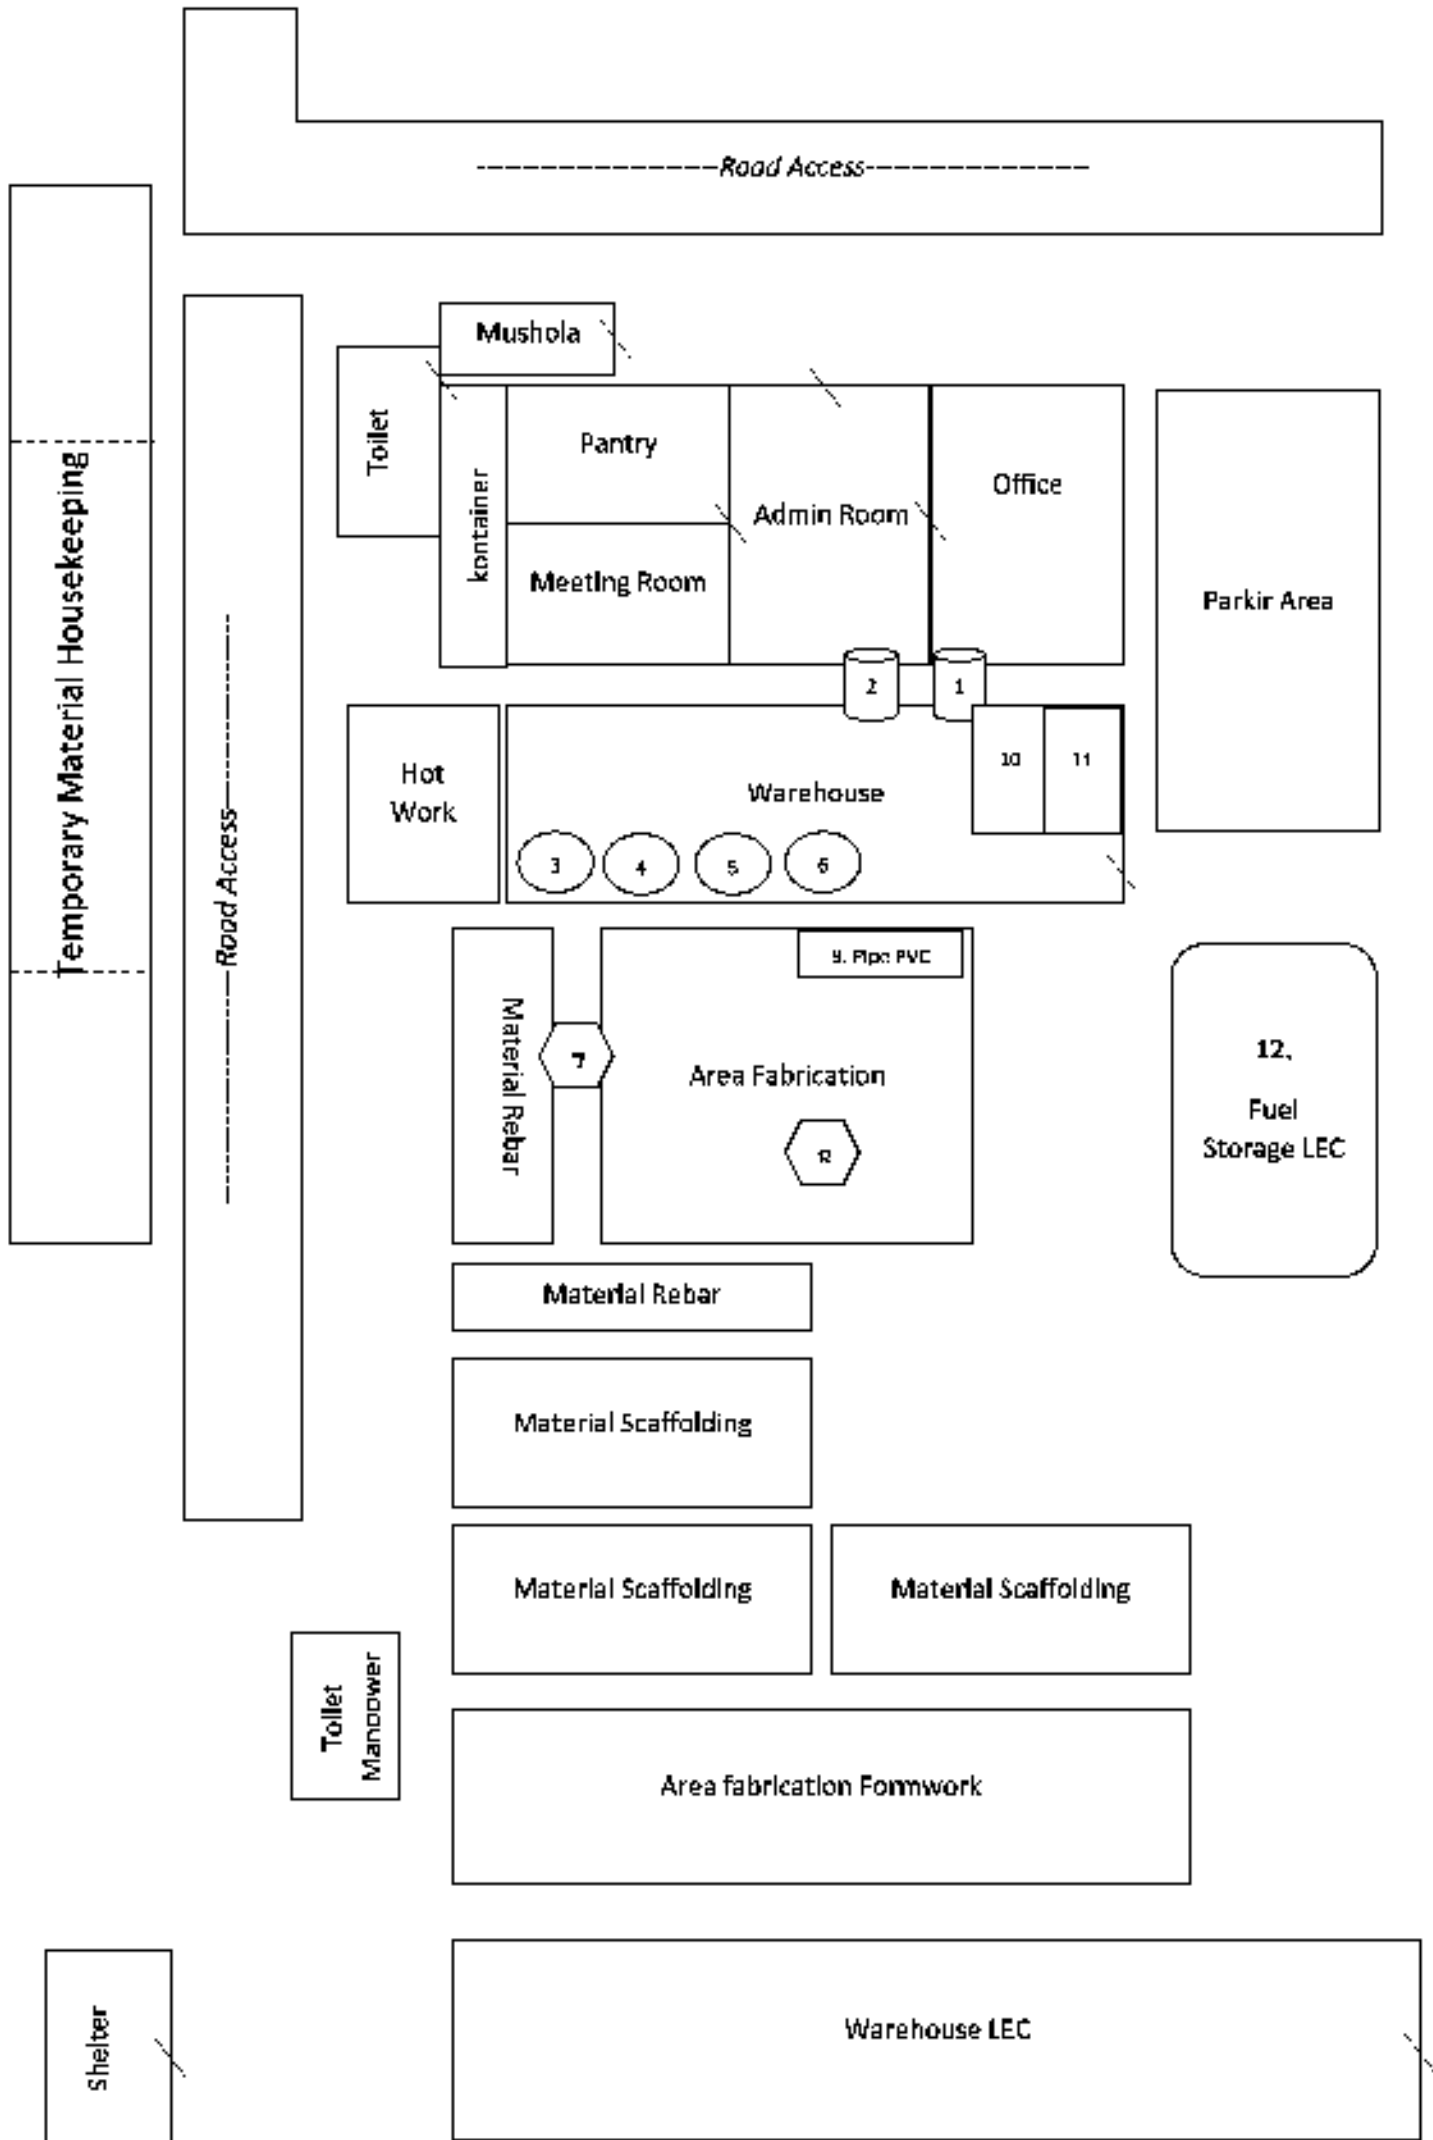 --------------Road Access-------------
Mushola
Toilet
kontainer
Pantry
Meeting Room
Admin Room
Office
Parkir Area
Temporary Material Housekeeping
Road Access
2
1
Hot
Work
Warehouse
10
11
3
4
5
6
9. Pipe PVC
Material Rebar
7
Area Fabrication
12.
Fuel
Storage LEC
Material Rebar
Material Scaffolding
Material Scaffolding
Material Scaffolding
Toilet
Manpower
Area fabrication Formwork
Shelter
Warehouse LEC